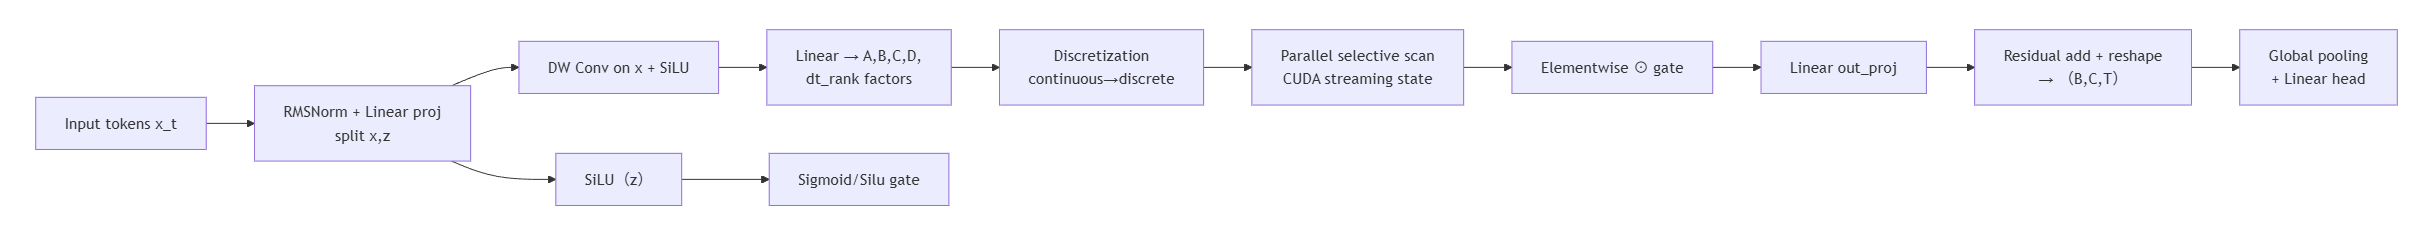 Input tokens x_t
RMSNorm + Linear proj
split x,z
DW Conv on x + SiLU
Linear → A,B,C,D,
dt_rank factors
Discretization
continuous→discrete
Parallel selective scan
CUDA streaming state
Elementwise ⊙ gate
Linear out_proj
Residual add + reshape
→ （B,C,T）
Global pooling
+ Linear head
SiLU（z）
Sigmoid/Silu gate